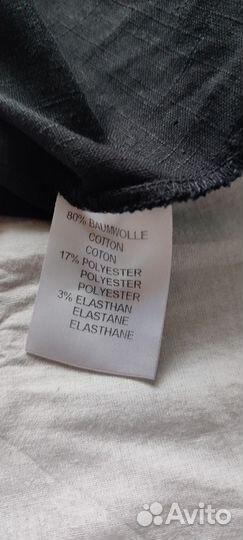 80% BAUMWOLLE
COTTON
COTON
17% POLYESTER
POLYESTER
POLYESTER
3% ELASTHAN
ELASTANE
ELASTHANE
Avito